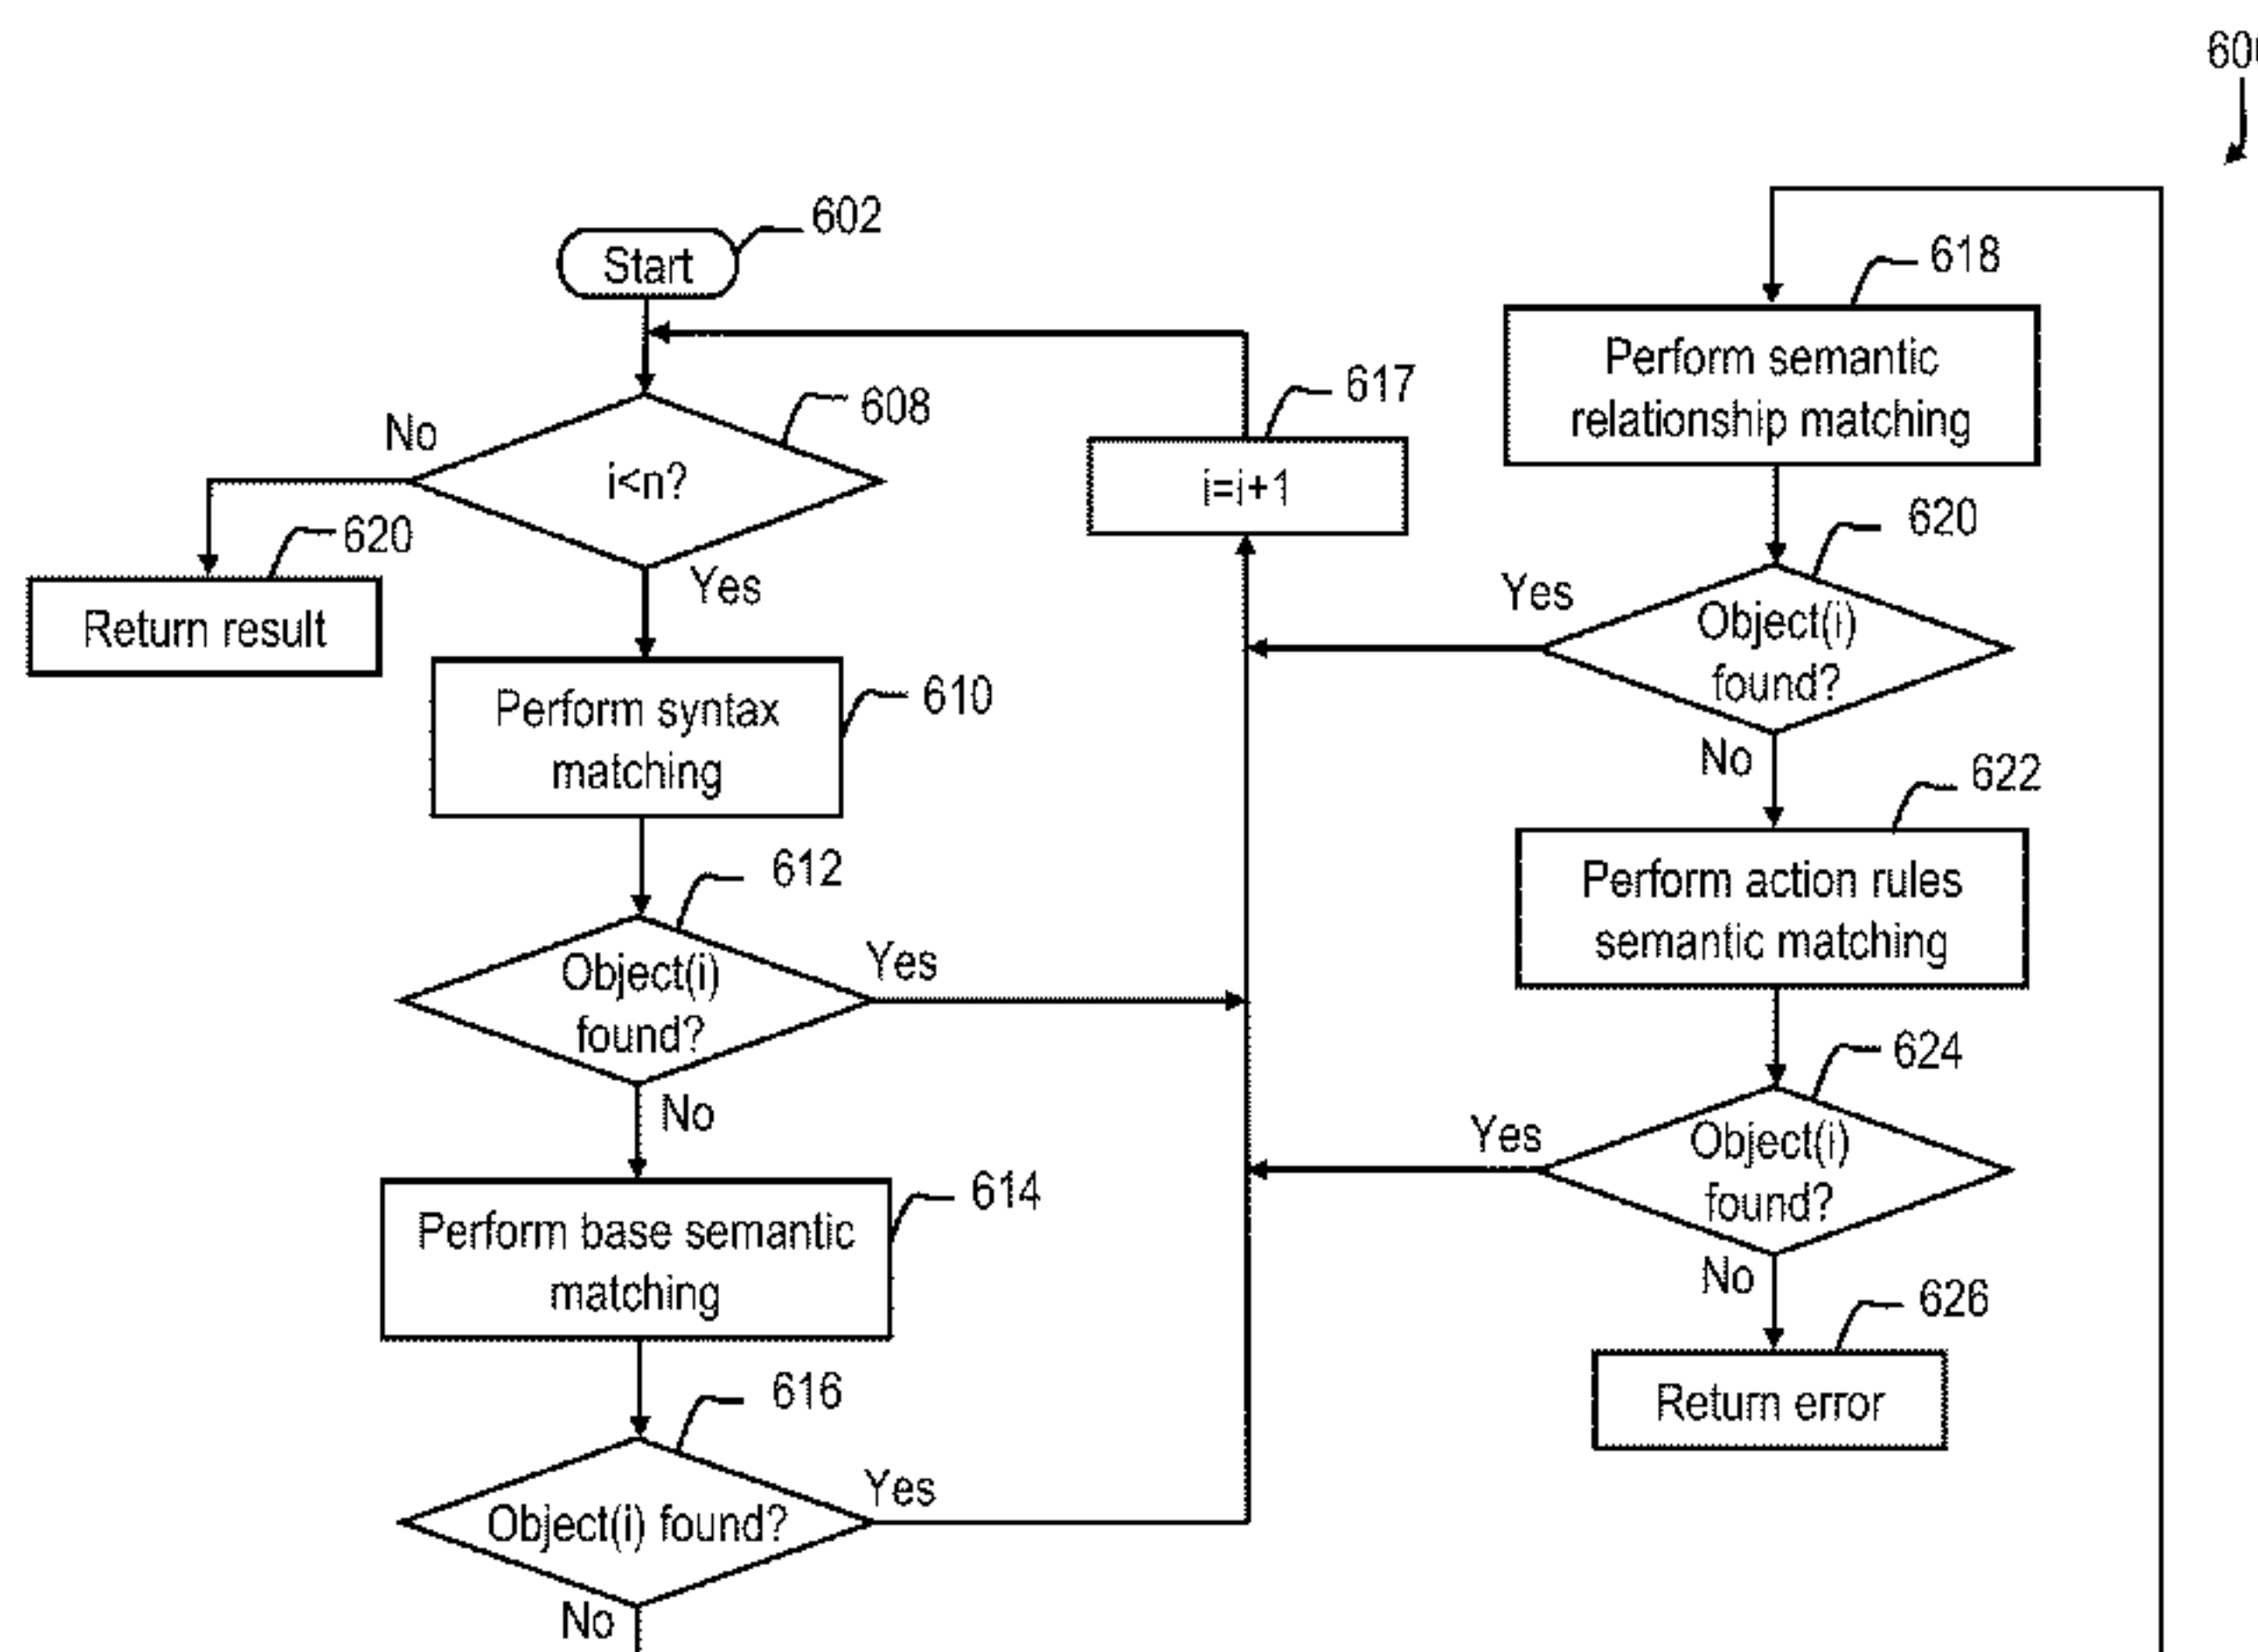 602
Start
608
No
i<n?
Yes
620
Return result
617
i=i+1
Perform syntax
matching
610
612
Object(i)
found?
Yes
No
Perform base semantic
matching
614
616
Object(i) found?
Yes
No
618
Perform semantic
relationship matching
620
Object(i)
found?
Yes
No
622
Perform action rules
semantic matching
624
Object(i)
found?
Yes
No
626
Return error